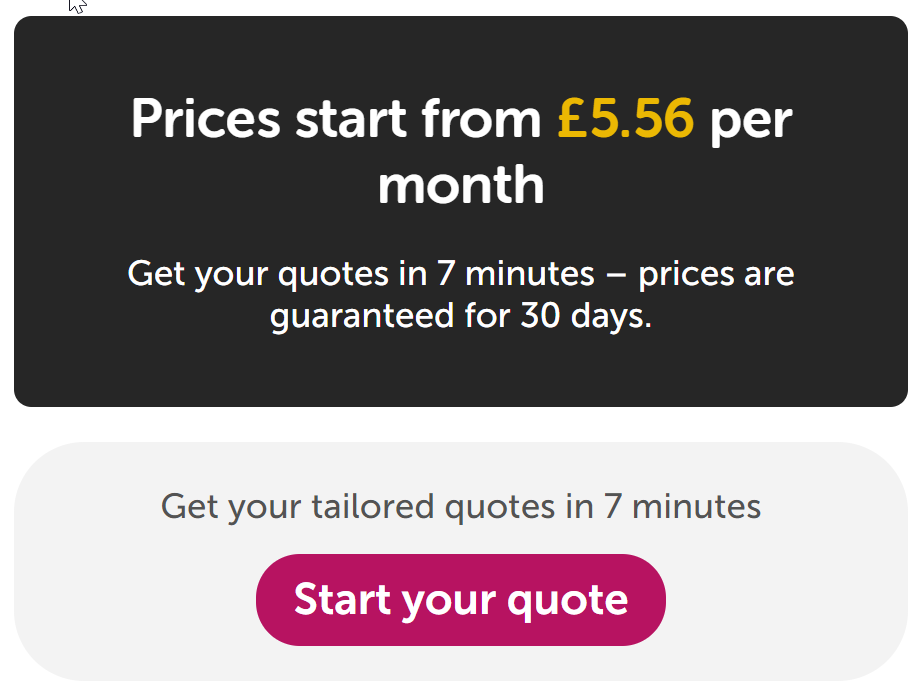 Prices start from £5.56 per
month
Get your quotes in 7 minutes – prices are
guaranteed for 30 days.
Get your tailored quotes in 7 minutes
Start your quote